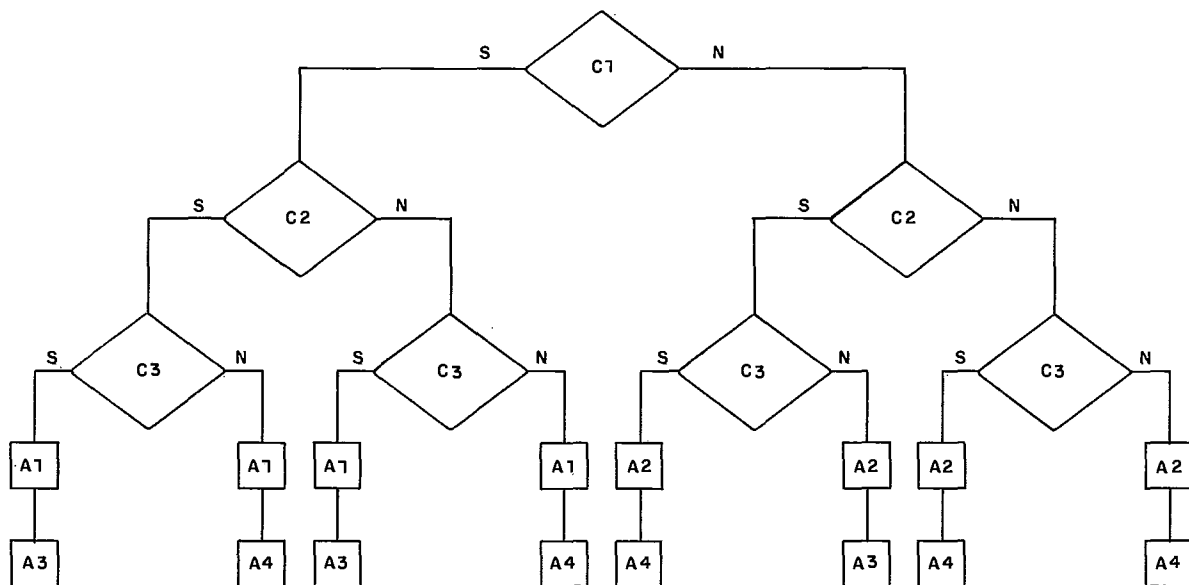 S C1 N
S C2 N S C2 N
S C3 N S C3 N S C3 N S C3 N
A1 A1 A1 A1 A2 A2 A2 A2
A3 A4 A3 A4 A4 A3 A4 A4